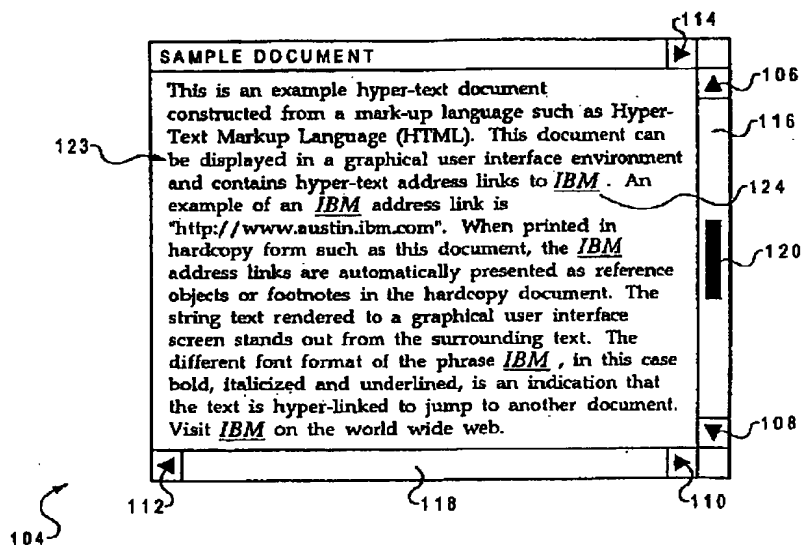 114
SAMPLE DOCUMENT
106
This is an example hyper-text document
116
constructed from a mark-up language such as Hyper-
Text Markup Language (HTML). This document can
123
be displayed in a graphical user interface environment
and contains hyper-text address links to IBM . An
124
example of an IBM address link is
"http://www.austin.ibm.com". When printed in
120
hardcopy form such as this document, the IBM
address links are automatically presented as reference
objects or footnotes in the hardcopy document. The
string text rendered to a graphical user interface
screen stands out from the surrounding text. The
different font format of the phrase IBM , in this case
bold, italicized and underlined, is an indication that
the text is hyper-linked to jump to another document.
108
Visit IBM on the world wide web.
112
118
110
104